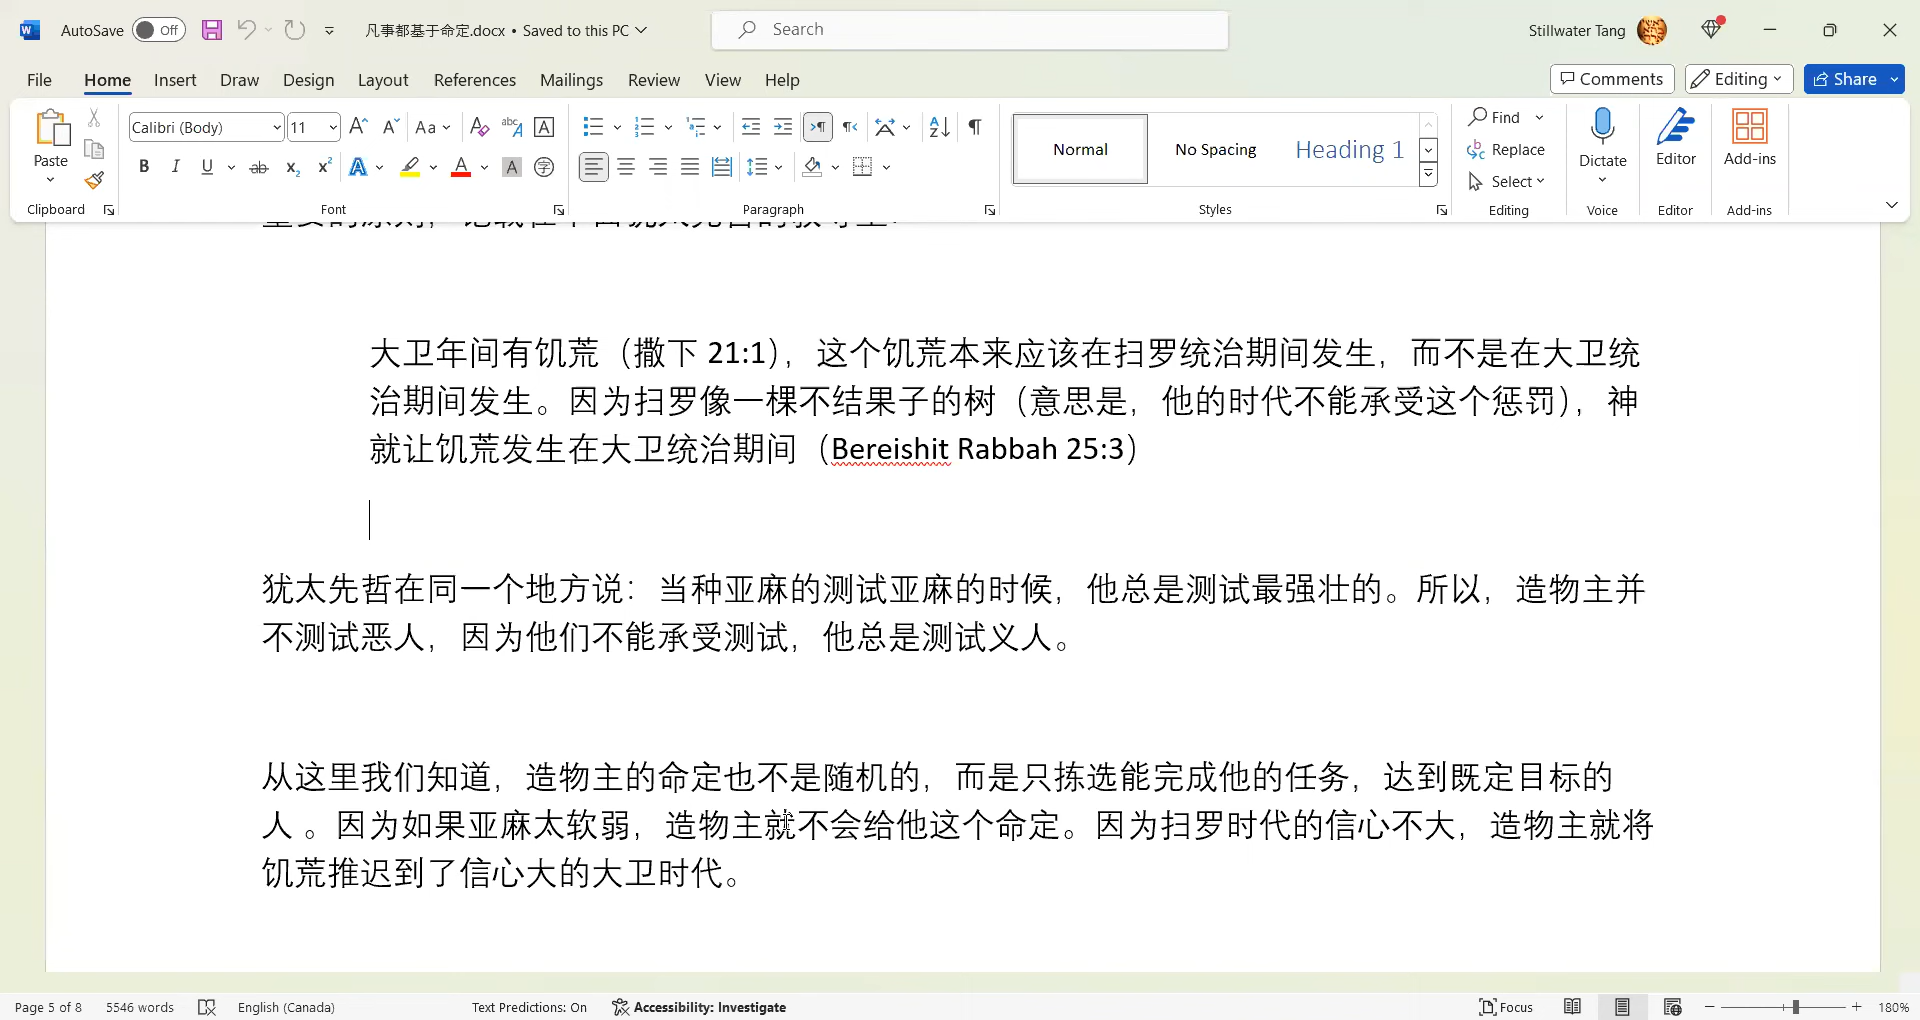 AutoSave Off 凡事都基于命定.docx • Saved to this PC Search Stillwater Tang
File Home Insert Draw Design Layout References Mailings Review View Help Comments Editing Share
Calibri (Body) 11 Aa Normal No Spacing Heading 1 Find
Paste Replace Dictate Editor Add-ins
B I U ab X₂ X² A A A 字 Select
Clipboard Font Paragraph Styles Editing Voice Editor Add-ins
大卫年间有饥荒（撒下 21:1），这个饥荒本来应该在扫罗统治期间发生，而不是在大卫统
治期间发生。因为扫罗像一棵不结果子的树（意思是，他的时代不能承受这个惩罚），神
就让饥荒发生在大卫统治期间（Bereishit Rabbah 25:3）
犹太先哲在同一个地方说：当种亚麻的测试亚麻的时候，他总是测试最强壮的。所以，造物主并
不测试恶人，因为他们不能承受测试，他总是测试义人。
从这里我们知道，造物主的命定也不是随机的，而是只拣选能完成他的任务，达到既定目标的
人 。因为如果亚麻太软弱，造物主就不会给他这个命定。因为扫罗时代的信心不大，造物主就将
饥荒推迟到了信心大的大卫时代。
Page 5 of 8 5546 words English (Canada) Text Predictions: On Accessibility: Investigate Focus 180%